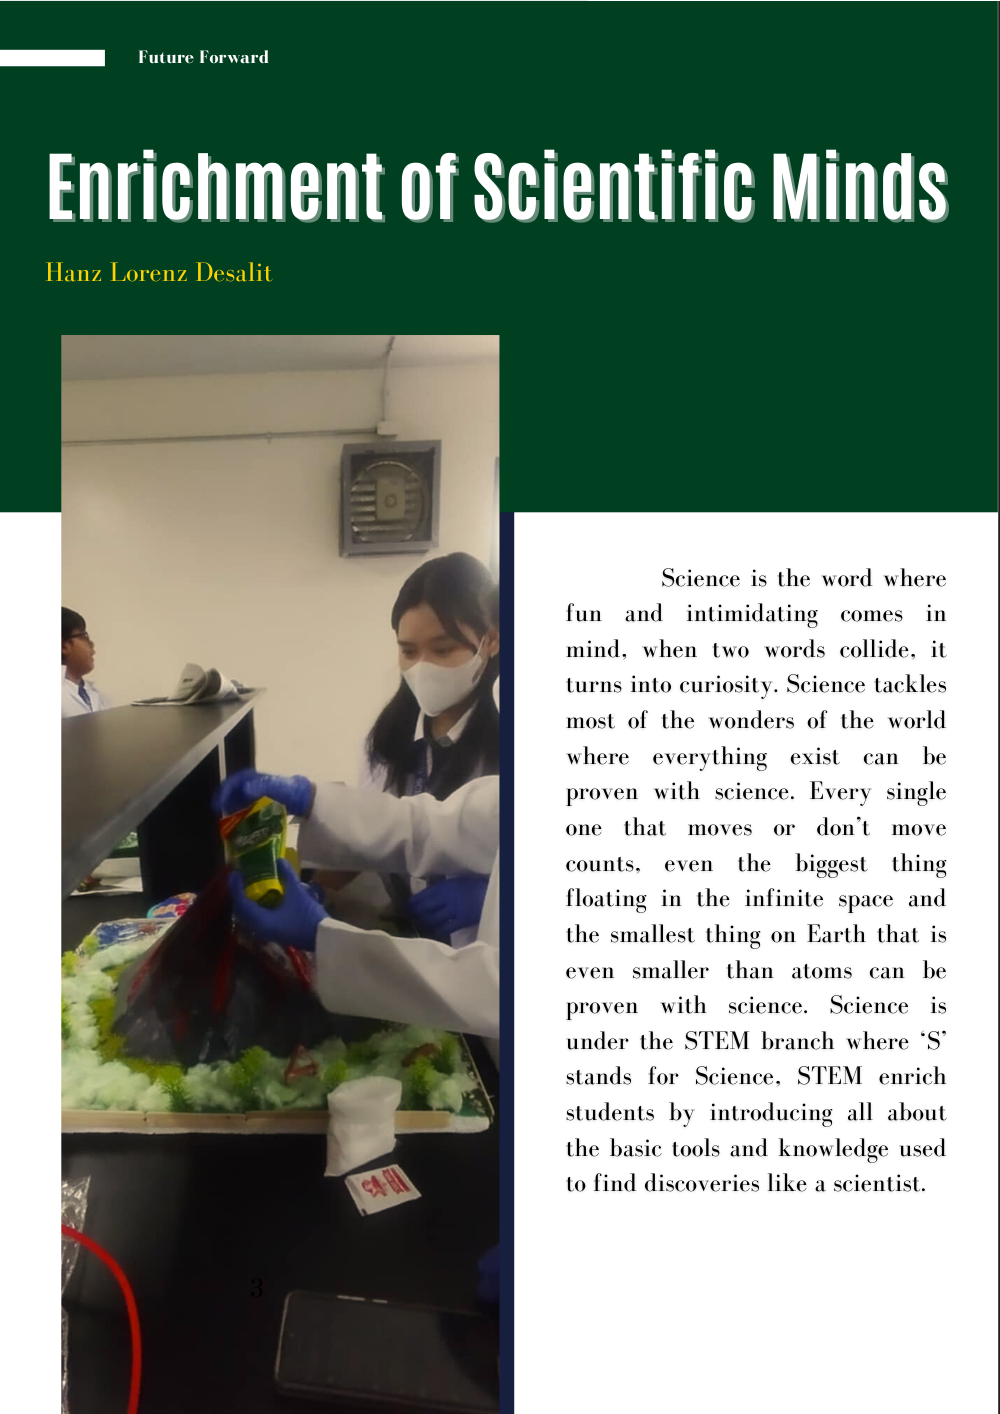 Future Forward
Enrichment of Scientific Minds
Hanz Lorenz Desalit
Science is the word where
fun and intimidating comes in
mind, when two words collide, it
turns into curiosity. Science tackles
most of the wonders of the world
where everything exist can be
proven with science. Every single
one that moves or don’t move
counts, even the biggest thing
floating in the infinite space and
the smallest thing on Earth that is
even smaller than atoms can be
proven with science. Science is
under the STEM branch where ‘S’
stands for Science, STEM enrich
students by introducing all about
the basic tools and knowledge used
to find discoveries like a scientist.
3